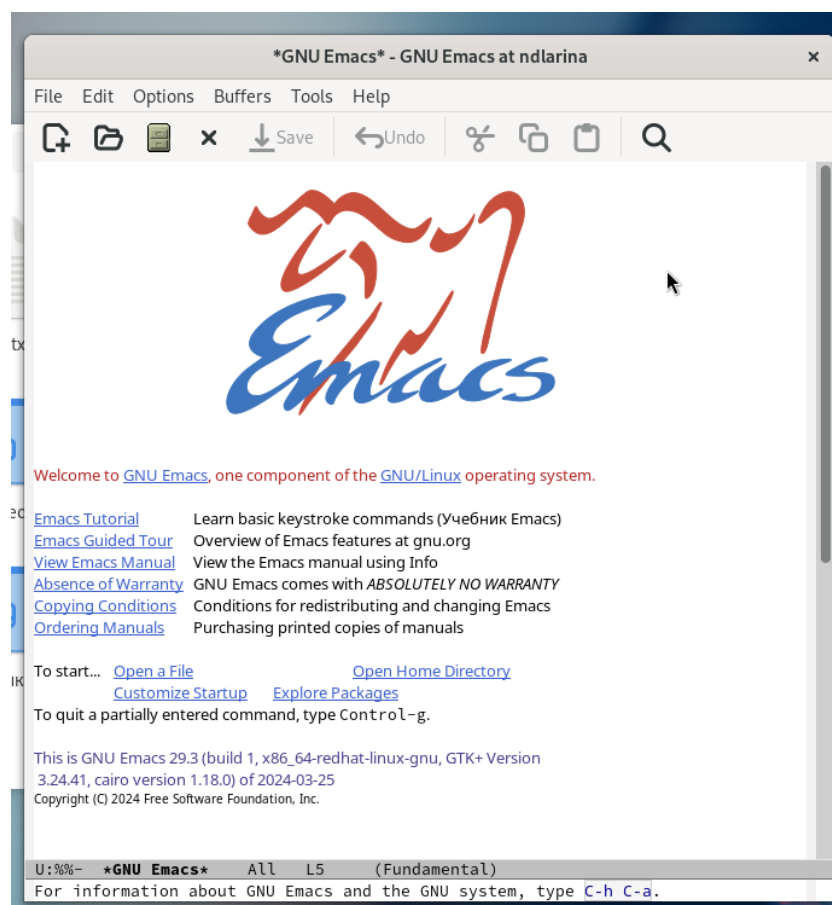 *GNU Emacs* - GNU Emacs at ndlarina
File Edit Options Buffers Tools Help
Save Undo
Emacs
Welcome to GNU Emacs, one component of the GNU/Linux operating system.
Emacs Tutorial Learn basic keystroke commands (Учебник Emacs)
Emacs Guided Tour Overview of Emacs features at gnu.org
View Emacs Manual View the Emacs manual using Info
Absence of Warranty GNU Emacs comes with ABSOLUTELY NO WARRANTY
Copying Conditions Conditions for redistributing and changing Emacs
Ordering Manuals Purchasing printed copies of manuals
To start... Open a File Open Home Directory
Customize Startup Explore Packages
To quit a partially entered command, type Control-g.
This is GNU Emacs 29.3 (build 1, x86_64-redhat-linux-gnu, GTK+ Version
3.24.41, cairo version 1.18.0) of 2024-03-25
Copyright (C) 2024 Free Software Foundation, Inc.
U:%%- *GNU Emacs* All L5 (Fundamental)
For information about GNU Emacs and the GNU system, type C-h C-a.